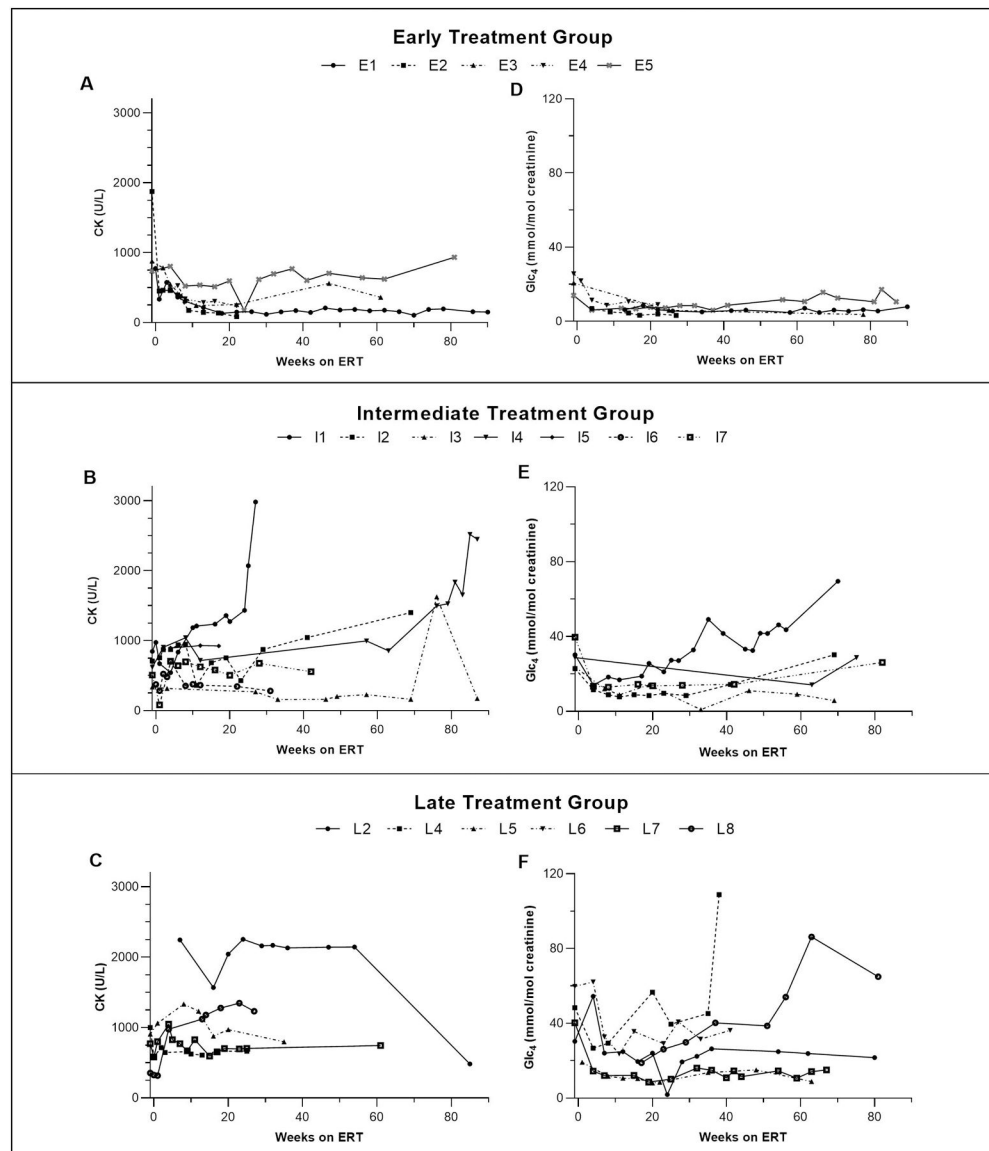 Early Treatment Group
E1 E2 E3 E4 E5
A
CK (U/L)
3000
2000
1000
0
0 20 40 60 80
Weeks on ERT
D
Glc₄ (mmol/mol creatinine)
120
80
40
0
0 20 40 60 80
Weeks on ERT
Intermediate Treatment Group
I1 I2 I3 I4 I5 I6 I7
B
CK (U/L)
3000
2000
1000
0
0 20 40 60 80
Weeks on ERT
E
Glc₄ (mmol/mol creatinine)
120
80
40
0
0 20 40 60 80
Weeks on ERT
Late Treatment Group
L2 L4 L5 L6 L7 L8
C
CK (U/L)
3000
2000
1000
0
0 20 40 60 80
Weeks on ERT
F
Glc₄ (mmol/mol creatinine)
120
80
40
0
0 20 40 60 80
Weeks on ERT